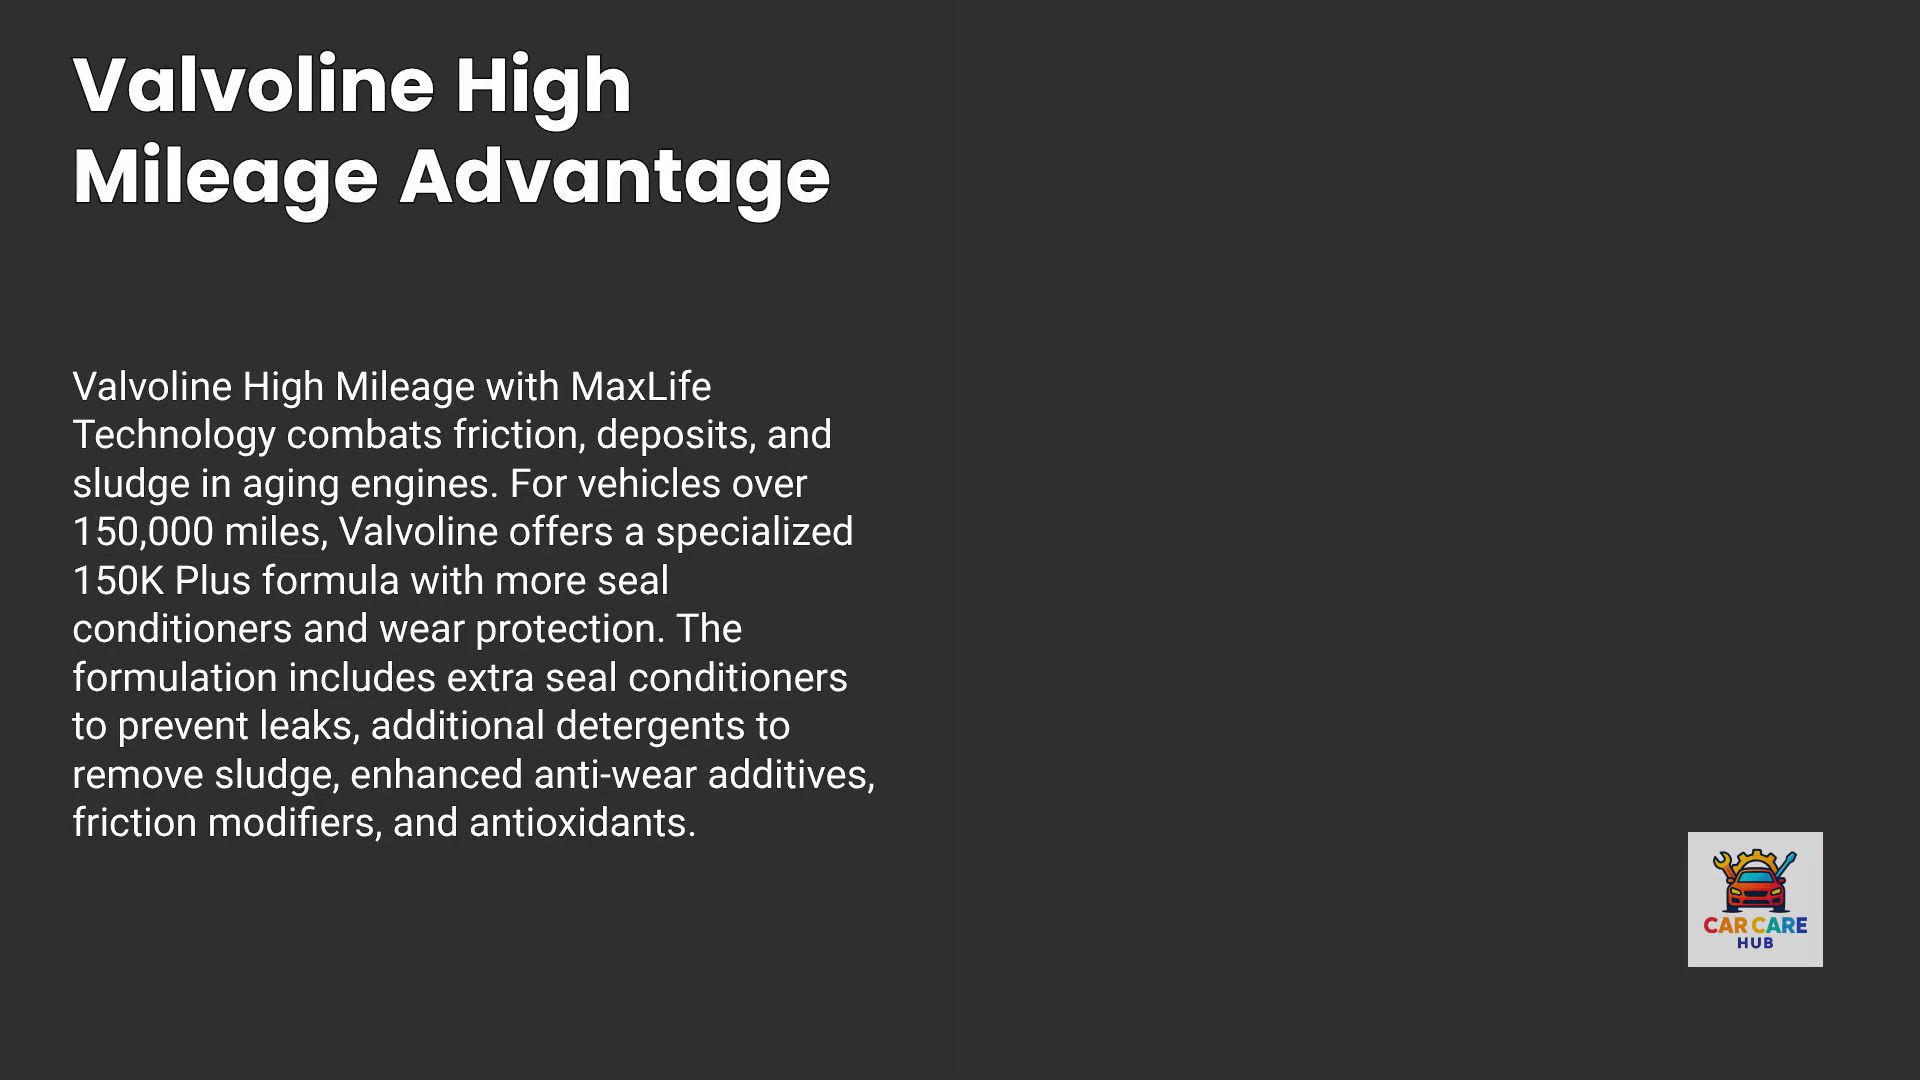 Valvoline High
Mileage Advantage
Valvoline High Mileage with MaxLife
Technology combats friction, deposits, and
sludge in aging engines. For vehicles over
150,000 miles, Valvoline offers a specialized
150K Plus formula with more seal
conditioners and wear protection. The
formulation includes extra seal conditioners
to prevent leaks, additional detergents to
remove sludge, enhanced anti-wear additives,
friction modifiers, and antioxidants.
CAR CARE
HUB